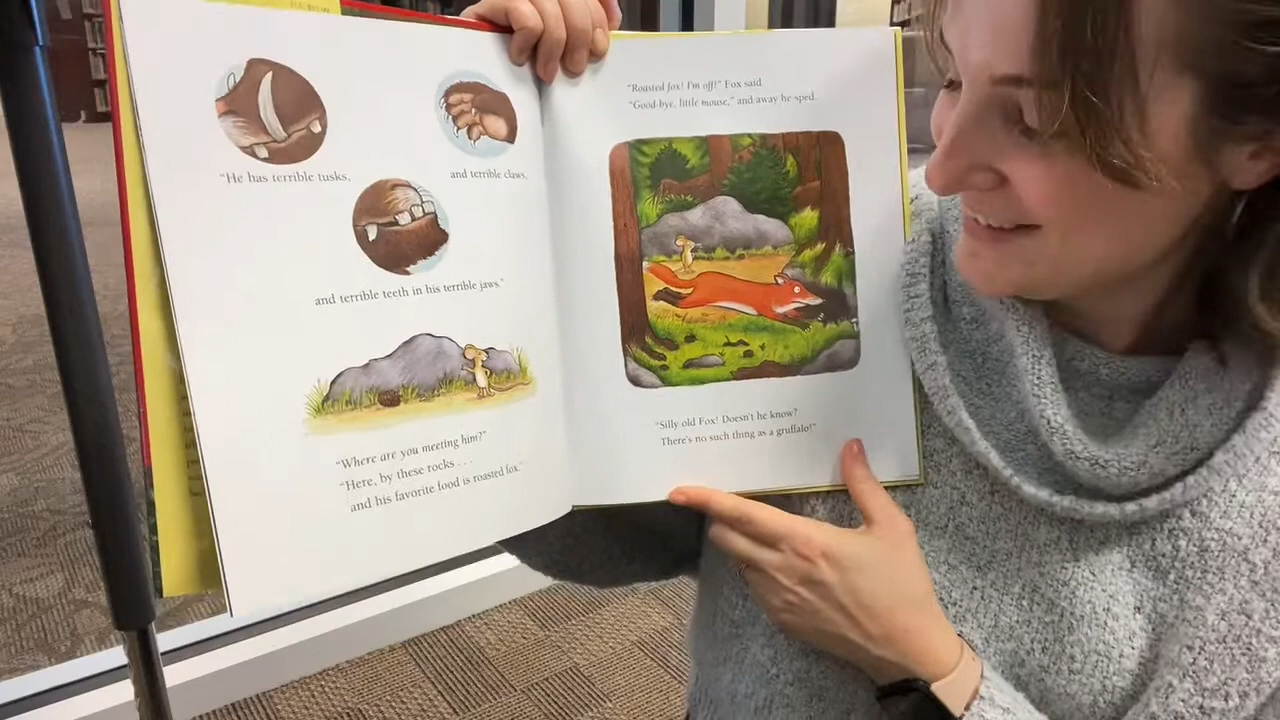 "He has terrible tusks,
and terrible claws,
and terrible teeth in his terrible jaws."
"Where are you meeting him?"
"Here, by these rocks . . .
and his favorite food is roasted fox."
"Roasted fox! I'm off!" Fox said.
"Good-bye, little mouse," and away he sped.
"Silly old Fox! Doesn't he know?
There's no such thing as a gruffalo!"